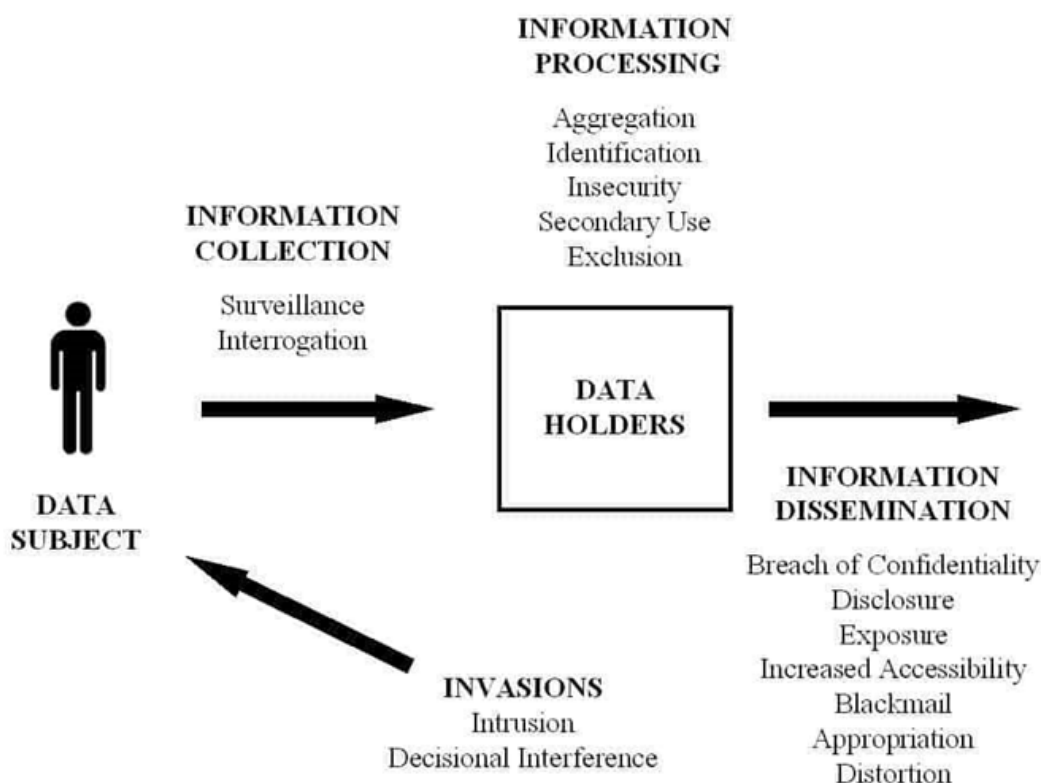 INFORMATION
PROCESSING
Aggregation
Identification
Insecurity
Secondary Use
Exclusion
INFORMATION
COLLECTION
Surveillance
Interrogation
DATA
SUBJECT
DATA
HOLDERS
INFORMATION
DISSEMINATION
Breach of Confidentiality
Disclosure
Exposure
Increased Accessibility
Blackmail
Appropriation
Distortion
INVASIONS
Intrusion
Decisional Interference